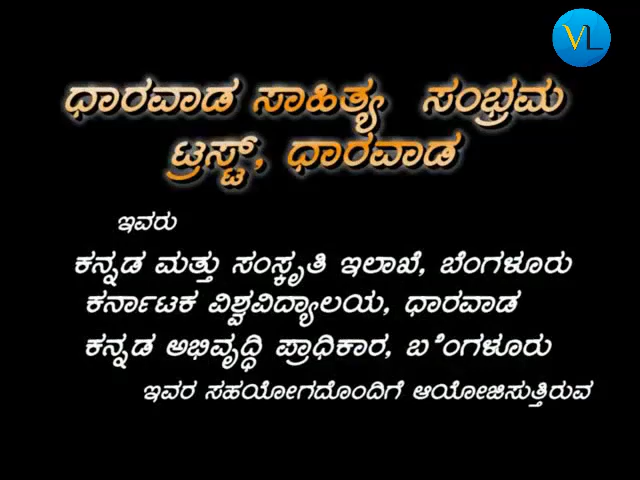 VL
ಧಾರವಾಡ ಸಾಹಿತ್ಯ ಸಂಭ್ರಮ
ಟ್ರಸ್ಟ್, ಧಾರವಾಡ
ಇವರು
ಕನ್ನಡ ಮತ್ತು ಸಂಸ್ಕೃತಿ ಇಲಾಖೆ, ಬೆಂಗಳೂರು
ಕರ್ನಾಟಕ ವಿಶ್ವವಿದ್ಯಾಲಯ, ಧಾರವಾಡ
ಕನ್ನಡ ಅಭಿವೃದ್ಧಿ ಪ್ರಾಧಿಕಾರ, ಬೆಂಗಳೂರು
ಇವರ ಸಹಯೋಗದೊಂದಿಗೆ ಆಯೋಜಿಸುತ್ತಿರುವ